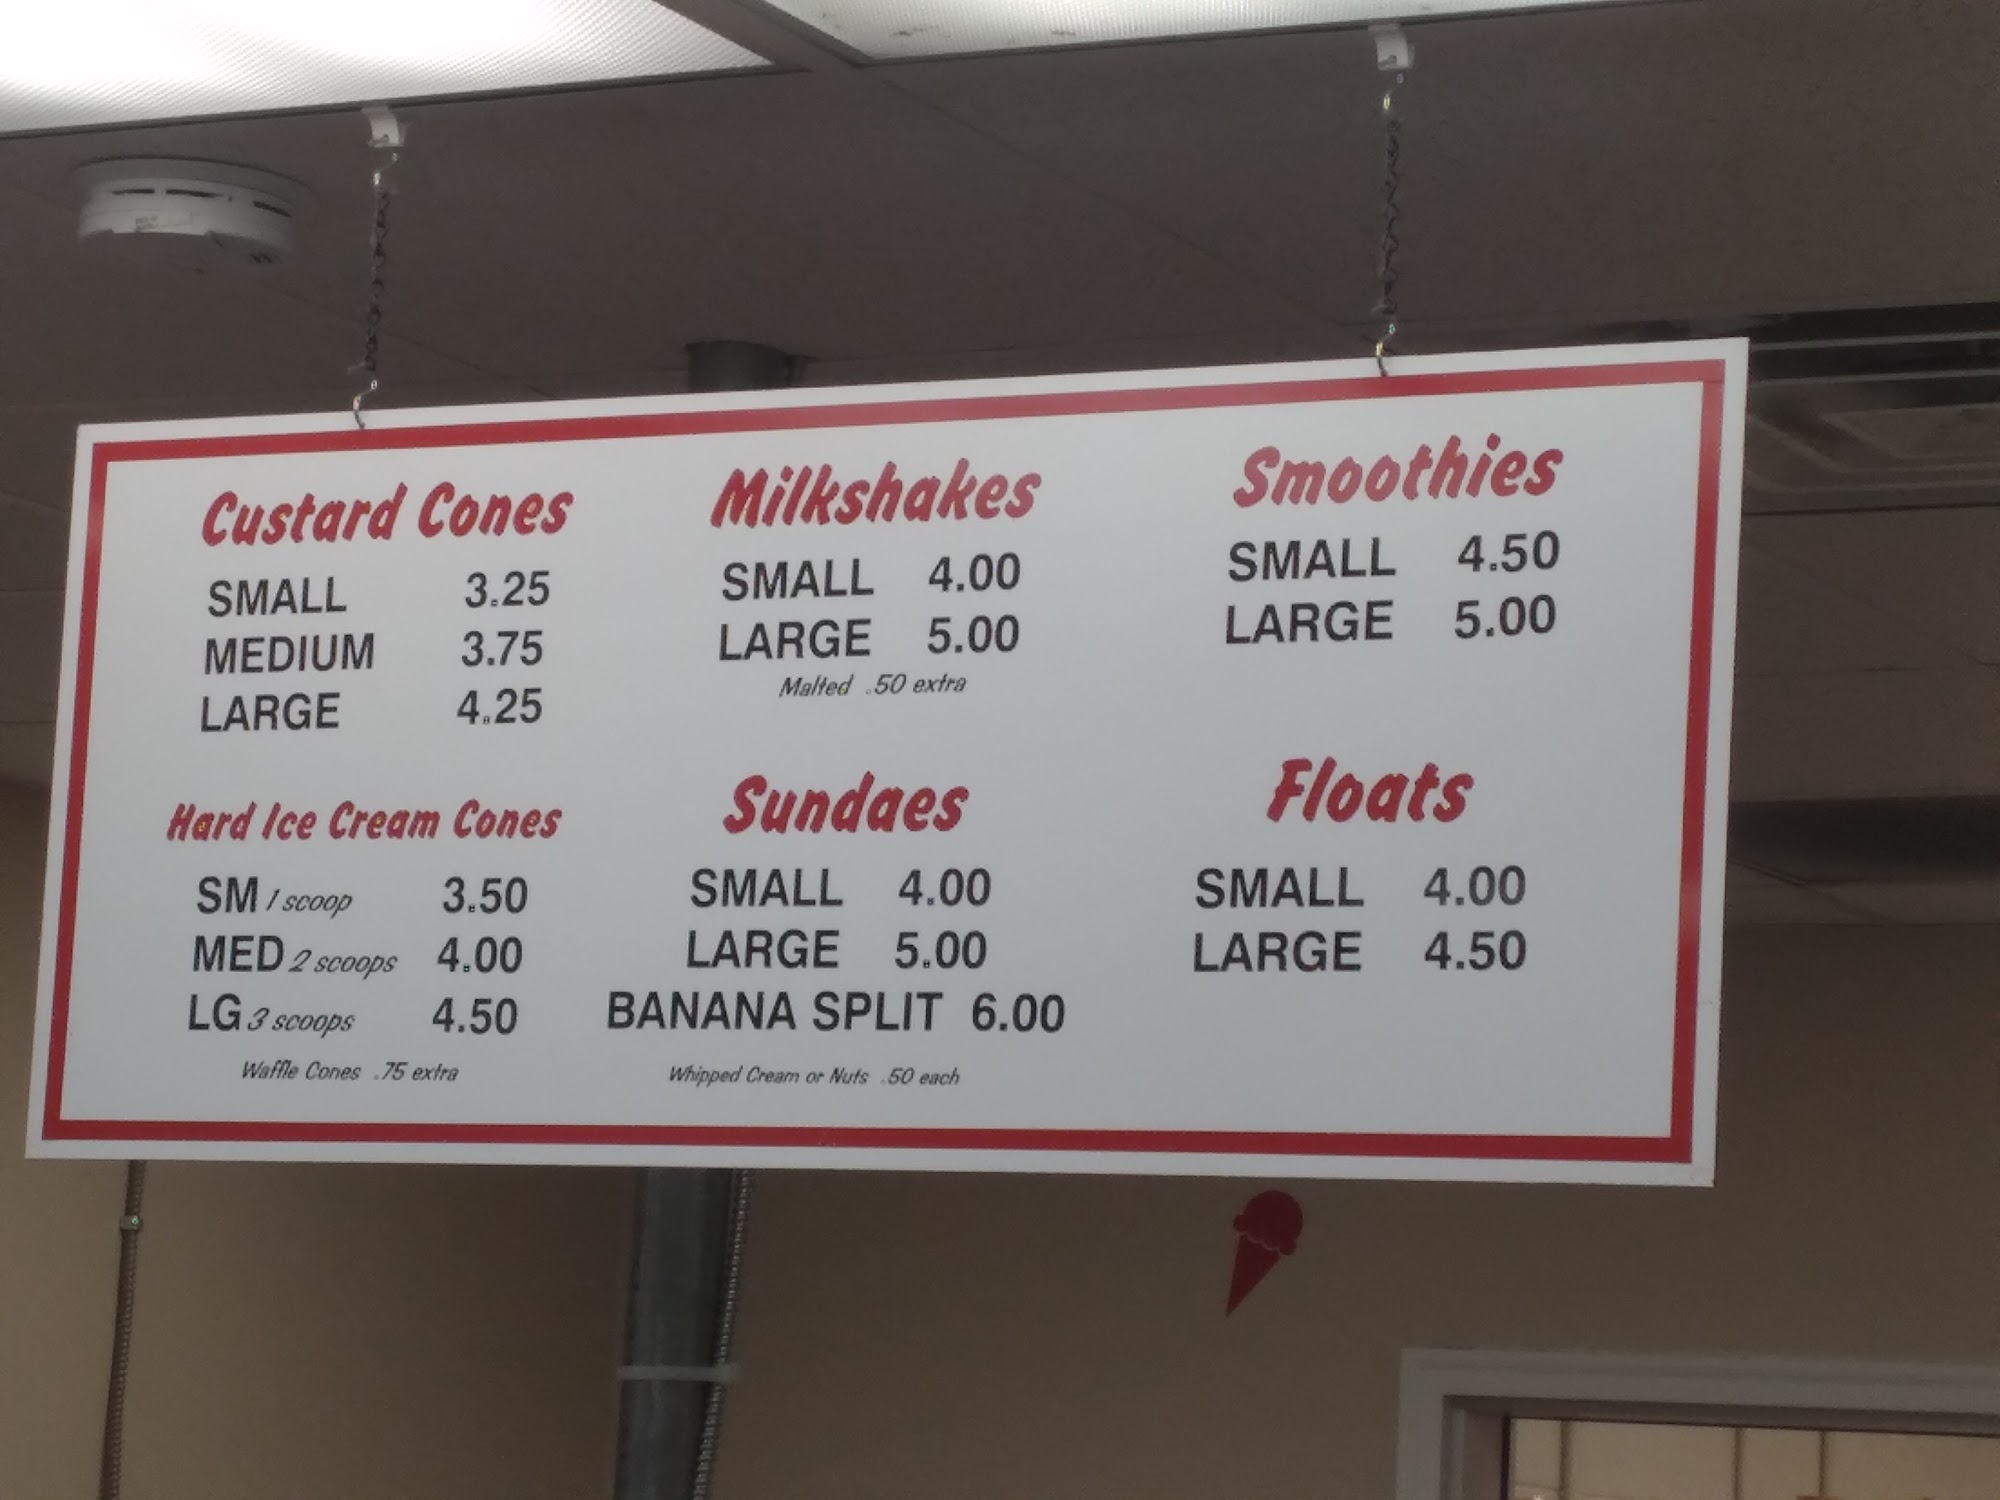 Custard Cones
SMALL 3.25
MEDIUM 3.75
LARGE 4.25
Hard Ice Cream Cones
SM 1 scoop 3.50
MED 2 scoops 4.00
LG 3 scoops 4.50
Waffle Cones .75 extra
Milkshakes
SMALL 4.00
LARGE 5.00
Malted .50 extra
Sundaes
SMALL 4.00
LARGE 5.00
BANANA SPLIT 6.00
Whipped Cream or Nuts .50 each
Smoothies
SMALL 4.50
LARGE 5.00
Floats
SMALL 4.00
LARGE 4.50